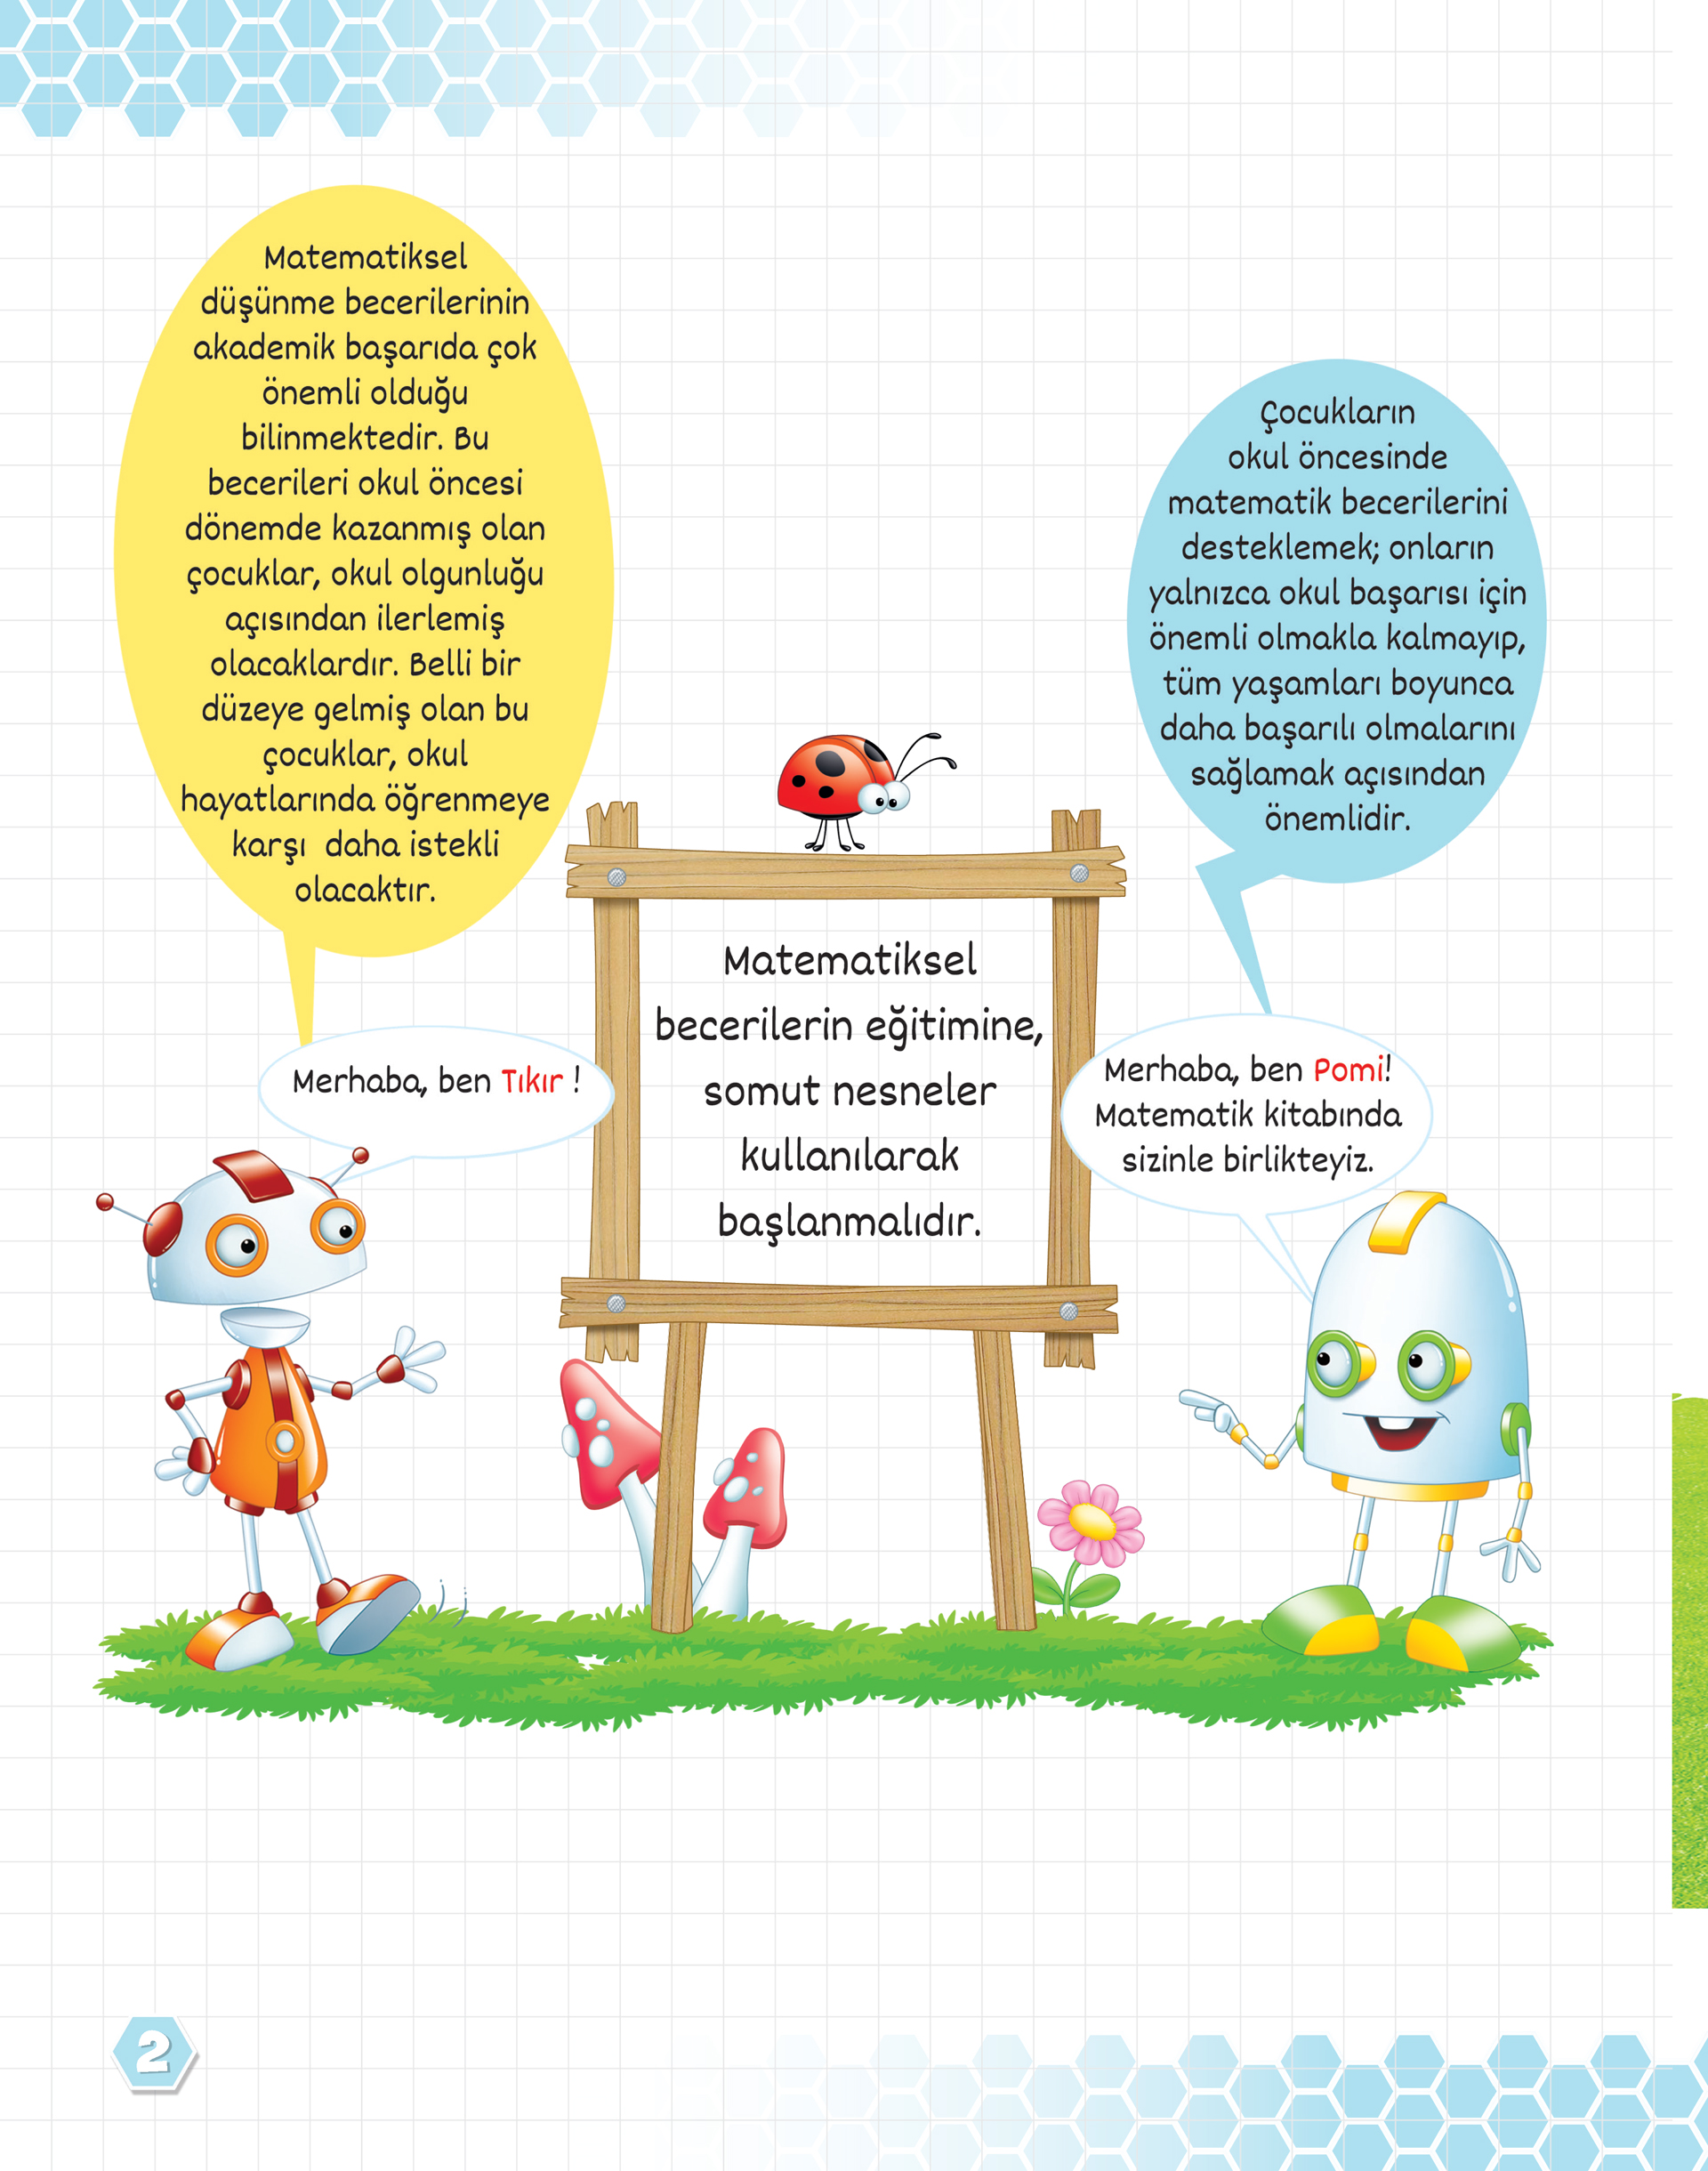 Matematiksel
düşünme becerilerinin
akademik başarıda çok
önemli olduğu
bilinmektedir. Bu
becerileri okul öncesi
dönemde kazanmış olan
çocuklar, okul olgunluğu
açısından ilerlemiş
olacaklardır. Belli bir
düzeye gelmiş olan bu
çocuklar, okul
hayatlarında öğrenmeye
karşı daha istekli
olacaktır.
Merhaba, ben Tıkır !
Çocukların
okul öncesinde
matematik becerilerini
desteklemek; onların
yalnızca okul başarısı için
önemli olmakla kalmayıp,
tüm yaşamları boyunca
daha başarılı olmalarını
sağlamak açısından
önemlidir.
Merhaba, ben Pomi!
Matematik kitabında
sizinle birlikteyiz.
Matematiksel
becerilerin eğitimine,
somut nesneler
kullanılarak
başlanmalıdır.
2